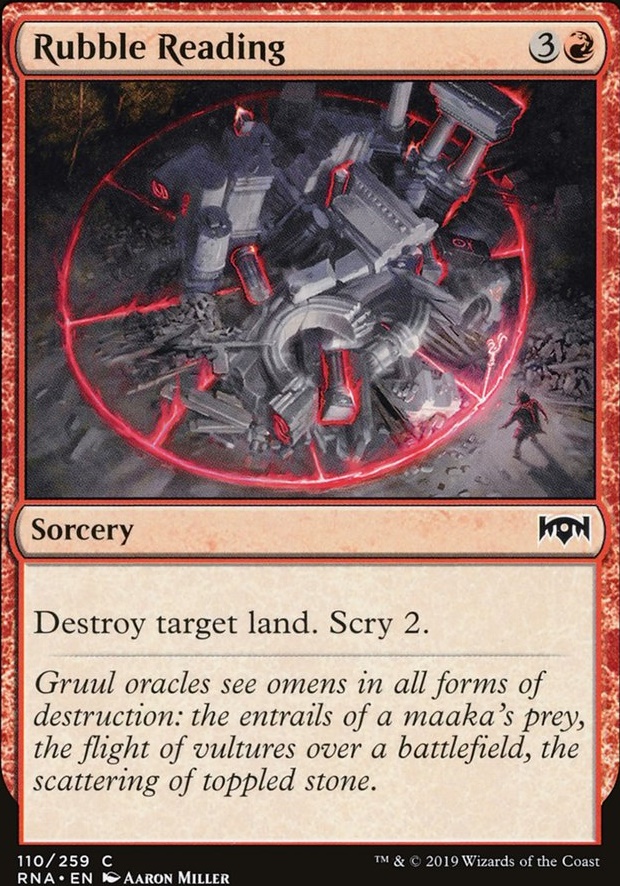 Rubble Reading
3
Sorcery
Destroy target land. Scry 2.
Gruul oracles see omens in all forms of
destruction: the entrails of a maaka's prey,
the flight of vultures over a battlefield, the
scattering of toppled stone.
110/259 C
RNA • EN AARON MILLER
™ & © 2019 Wizards of the Coast